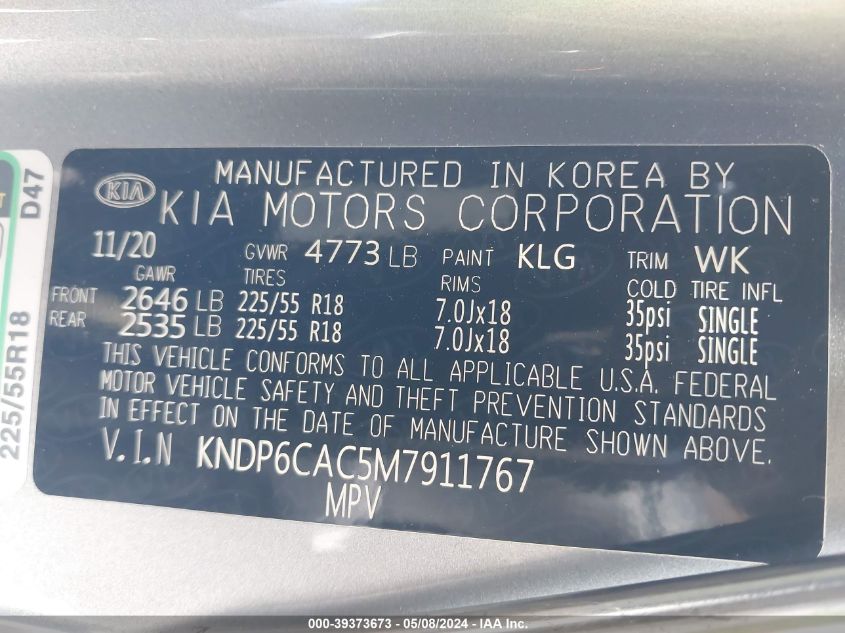 MANUFACTURED IN KOREA BY
KIA KIA MOTORS CORPORATION
11/20 GVWR 4773 LB PAINT KLG TRIM WK
GAWR TIRES RIMS COLD TIRE INFL
FRONT 2646 LB 225/55 R18 7.0Jx18 35psi SINGLE
REAR 2535 LB 225/55 R18 7.0Jx18 35psi SINGLE
THIS VEHICLE CONFORMS TO ALL APPLICABLE U.S.A. FEDERAL
MOTOR VEHICLE SAFETY AND THEFT PREVENTION STANDARDS
IN EFFECT ON THE DATE OF MANUFACTURE SHOWN ABOVE.
V.I.N KNDP6CAC5M7911767
MPV
225/55R18 D47
000-39373673 - 05/08/2024 - IAA Inc.